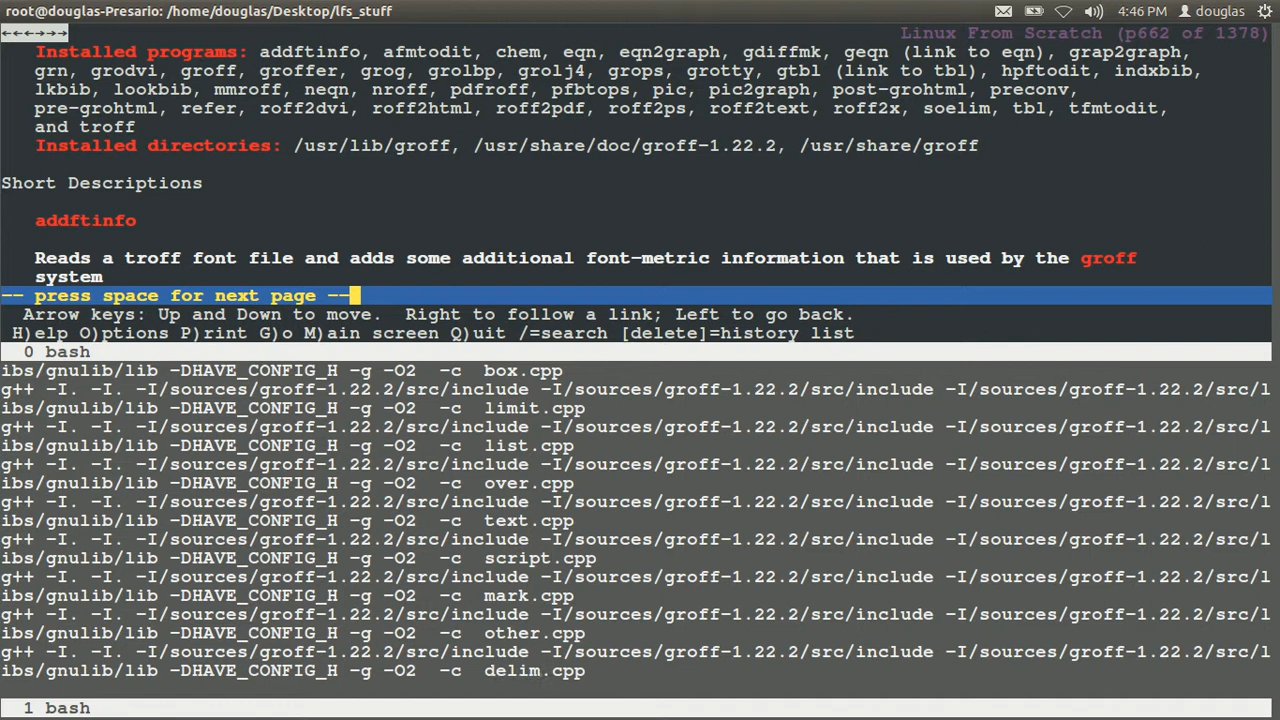 root@douglas-Presario: /home/douglas/Desktop/lfs_stuff 4:46 PM douglas
←←←→→→ Linux From Scratch (p662 of 1378)
Installed programs: addftinfo, afmtodit, chem, eqn, eqn2graph, gdiffmk, geqn (link to eqn), grap2graph,
grn, grodvi, groff, groffer, grog, grolbp, grolj4, grops, grotty, gtbl (link to tbl), hpftodit, indxbib,
lkbib, lookbib, mmroff, neqn, nroff, pdfroff, pfbtops, pic, pic2graph, post-grohtml, preconv,
pre-grohtml, refer, roff2dvi, roff2html, roff2pdf, roff2ps, roff2text, roff2x, soelim, tbl, tfmtodit,
and troff
Installed directories: /usr/lib/groff, /usr/share/doc/groff-1.22.2, /usr/share/groff
Short Descriptions
addftinfo
Reads a troff font file and adds some additional font-metric information that is used by the groff
system
-- press space for next page --
Arrow keys: Up and Down to move.  Right to follow a link; Left to go back.
H)elp O)ptions P)rint G)o M)ain screen Q)uit /=search [delete]=history list
0 bash
ibs/gnulib/lib -DHAVE_CONFIG_H -g -O2  -c  box.cpp
g++ -I. -I. -I/sources/groff-1.22.2/src/include -I/sources/groff-1.22.2/src/include -I/sources/groff-1.22.2/src/l
ibs/gnulib/lib -DHAVE_CONFIG_H -g -O2  -c  limit.cpp
g++ -I. -I. -I/sources/groff-1.22.2/src/include -I/sources/groff-1.22.2/src/include -I/sources/groff-1.22.2/src/l
ibs/gnulib/lib -DHAVE_CONFIG_H -g -O2  -c  list.cpp
g++ -I. -I. -I/sources/groff-1.22.2/src/include -I/sources/groff-1.22.2/src/include -I/sources/groff-1.22.2/src/l
ibs/gnulib/lib -DHAVE_CONFIG_H -g -O2  -c  over.cpp
g++ -I. -I. -I/sources/groff-1.22.2/src/include -I/sources/groff-1.22.2/src/include -I/sources/groff-1.22.2/src/l
ibs/gnulib/lib -DHAVE_CONFIG_H -g -O2  -c  text.cpp
g++ -I. -I. -I/sources/groff-1.22.2/src/include -I/sources/groff-1.22.2/src/include -I/sources/groff-1.22.2/src/l
ibs/gnulib/lib -DHAVE_CONFIG_H -g -O2  -c  script.cpp
g++ -I. -I. -I/sources/groff-1.22.2/src/include -I/sources/groff-1.22.2/src/include -I/sources/groff-1.22.2/src/l
ibs/gnulib/lib -DHAVE_CONFIG_H -g -O2  -c  mark.cpp
g++ -I. -I. -I/sources/groff-1.22.2/src/include -I/sources/groff-1.22.2/src/include -I/sources/groff-1.22.2/src/l
ibs/gnulib/lib -DHAVE_CONFIG_H -g -O2  -c  other.cpp
g++ -I. -I. -I/sources/groff-1.22.2/src/include -I/sources/groff-1.22.2/src/include -I/sources/groff-1.22.2/src/l
ibs/gnulib/lib -DHAVE_CONFIG_H -g -O2  -c  delim.cpp
1 bash